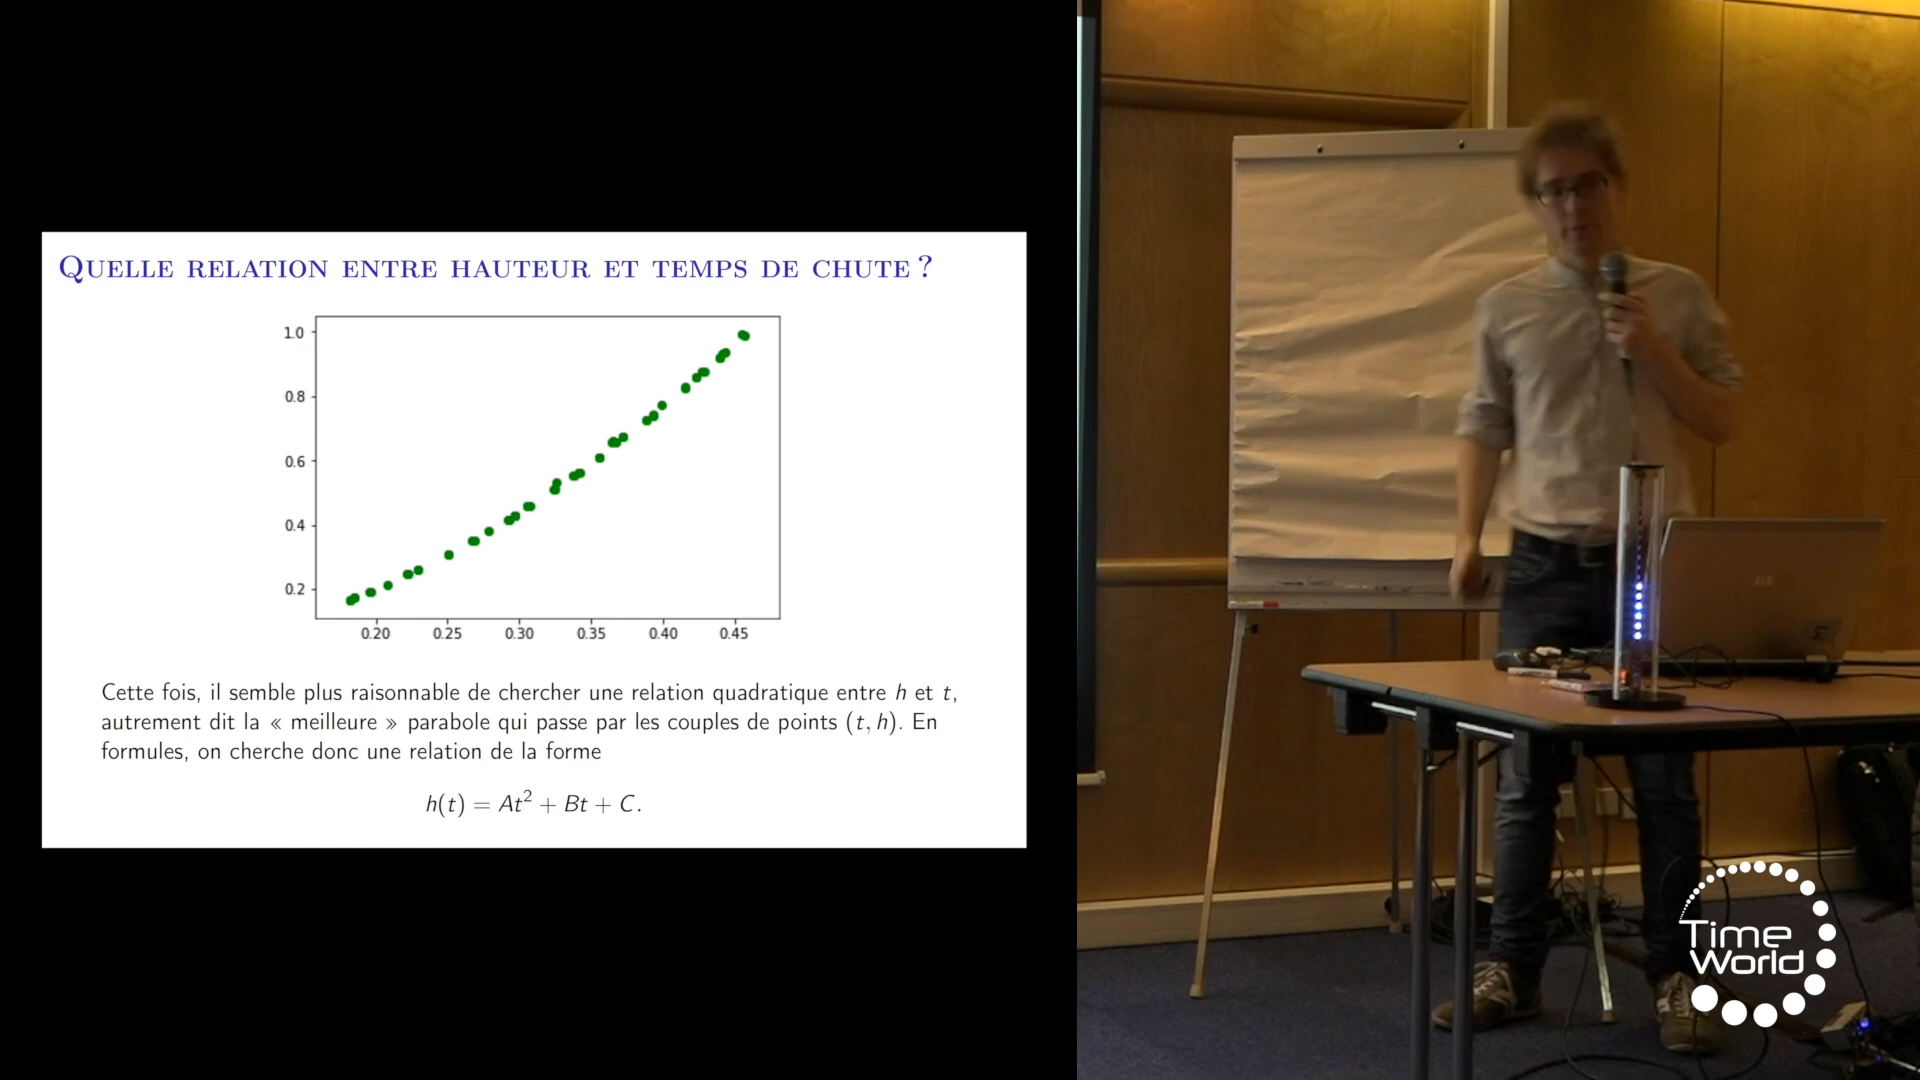 QUELLE RELATION ENTRE HAUTEUR ET TEMPS DE CHUTE ?
1.0
0.8
0.6
0.4
0.2
0.20 0.25 0.30 0.35 0.40 0.45
Cette fois, il semble plus raisonnable de chercher une relation quadratique entre h et t,
autrement dit la « meilleure » parabole qui passe par les couples de points (t, h). En
formules, on cherche donc une relation de la forme
h(t) = At² + Bt + C.
Time
World